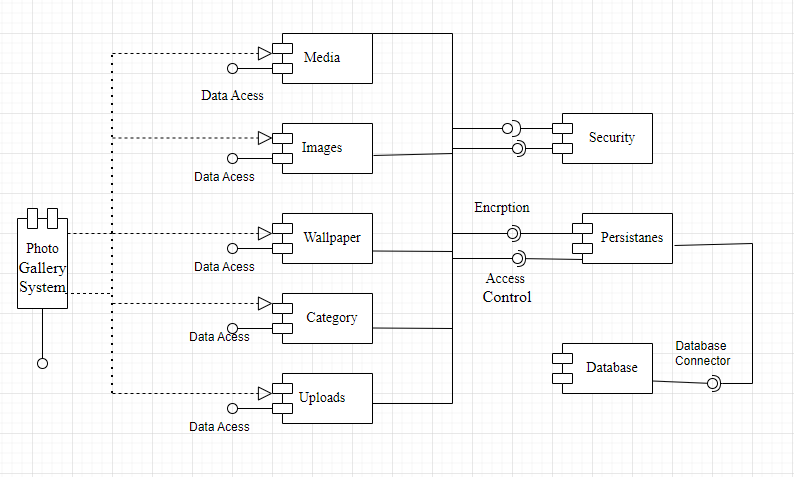 Media
Data Acess
Images
Data Acess
Security
Encrption
Wallpaper
Persistanes
Data Acess
Photo
Gallery
System
Access
Control
Category
Data Acess
Database
Connector
Database
Uploads
Data Acess